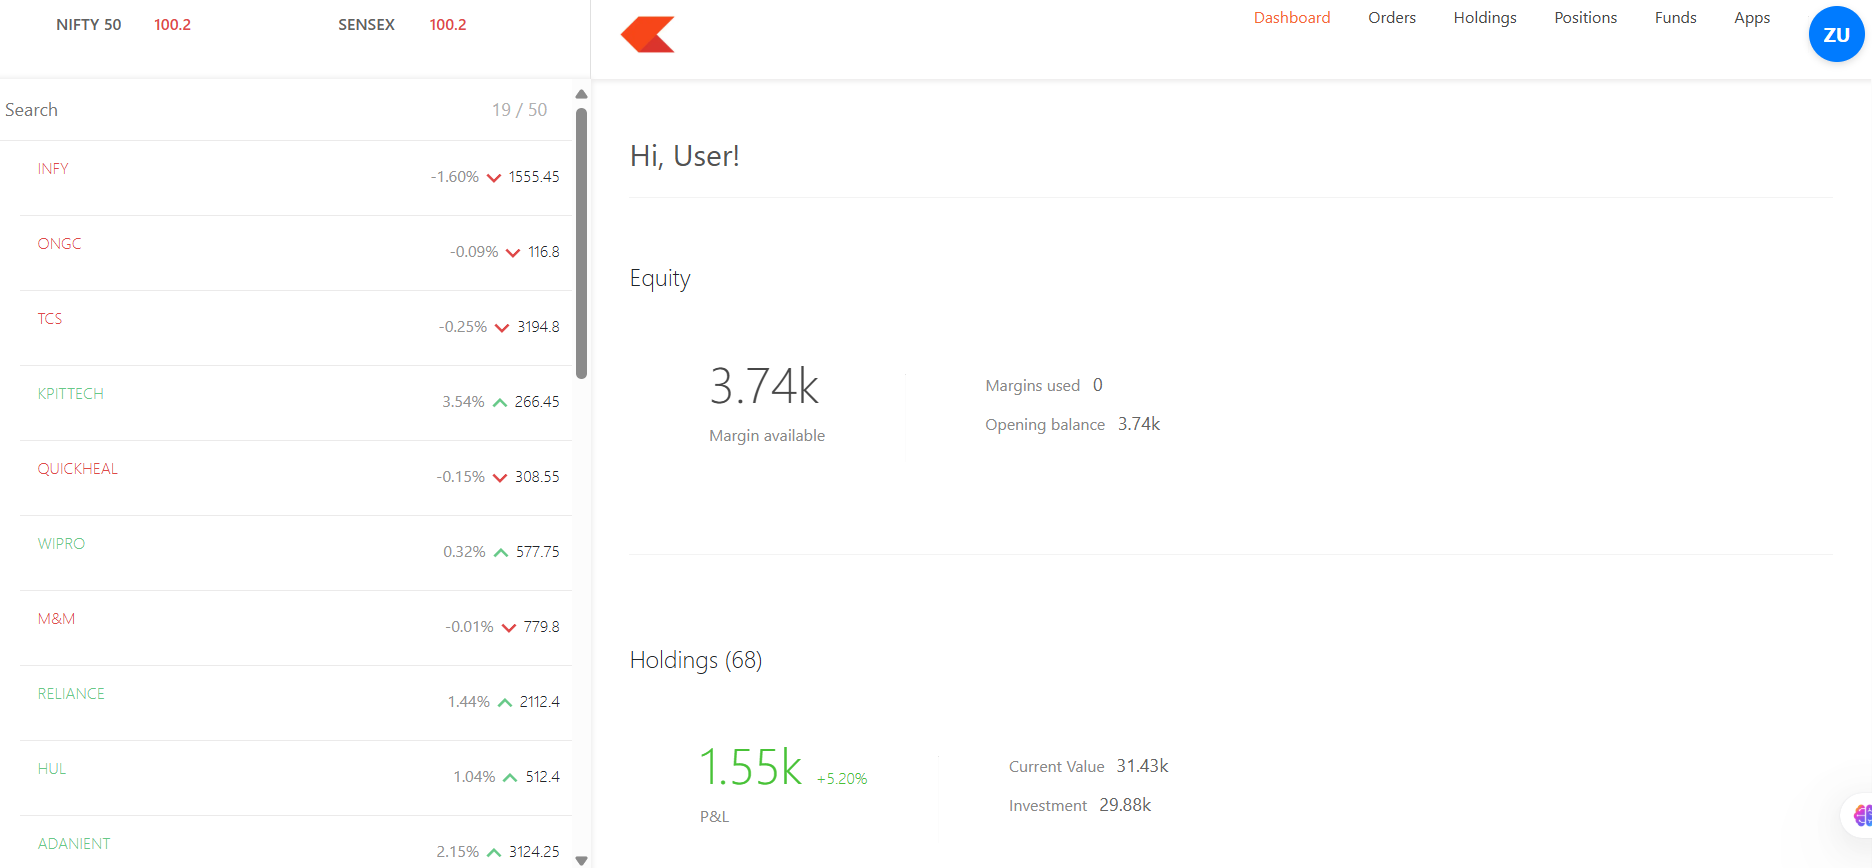 NIFTY 50 100.2 SENSEX 100.2
Dashboard Orders Holdings Positions Funds Apps ZU
Search 19 / 50
INFY -1.60% 1555.45
ONGC -0.09% 116.8
TCS -0.25% 3194.8
KPITTECH 3.54% 266.45
QUICKHEAL -0.15% 308.55
WIPRO 0.32% 577.75
M&M -0.01% 779.8
RELIANCE 1.44% 2112.4
HUL 1.04% 512.4
ADANIENT 2.15% 3124.25
Hi, User!
Equity
3.74k
Margin available
Margins used 0
Opening balance 3.74k
Holdings (68)
1.55k +5.20%
P&L
Current Value 31.43k
Investment 29.88k